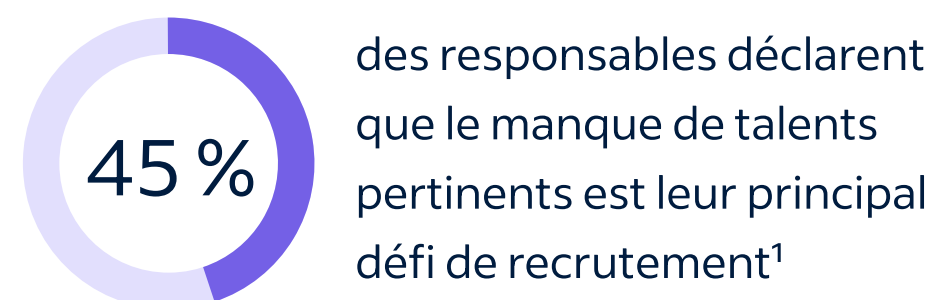 45 %
des responsables déclarent
que le manque de talents
pertinents est leur principal
défi de recrutement¹